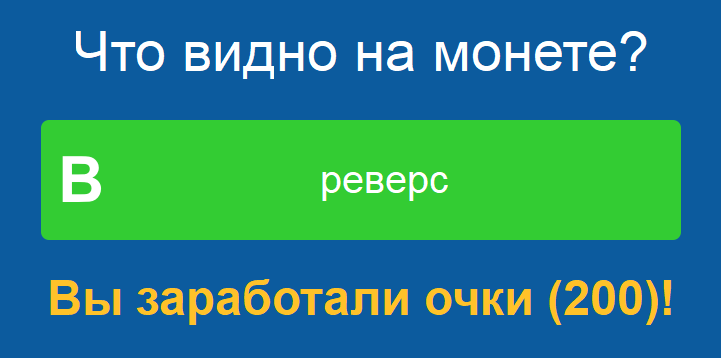 Что видно на монете?
B реверс
Вы заработали очки (200)!